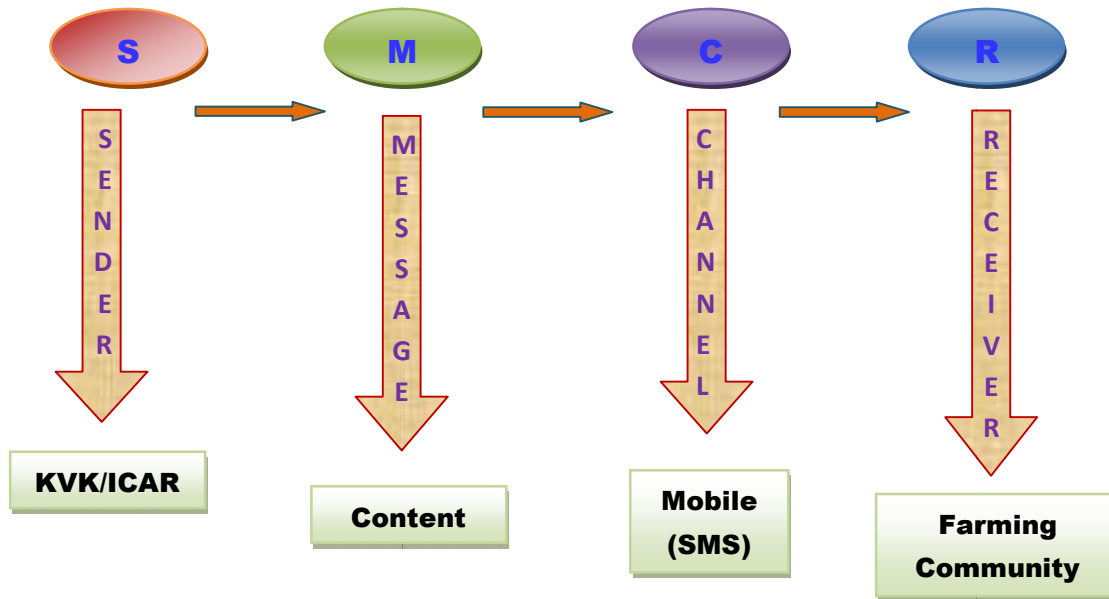 S
M
C
R
SENDER
MESSAGE
CHANNEL
RECEIVER
KVK/ICAR
Content
Mobile
(SMS)
Farming
Community